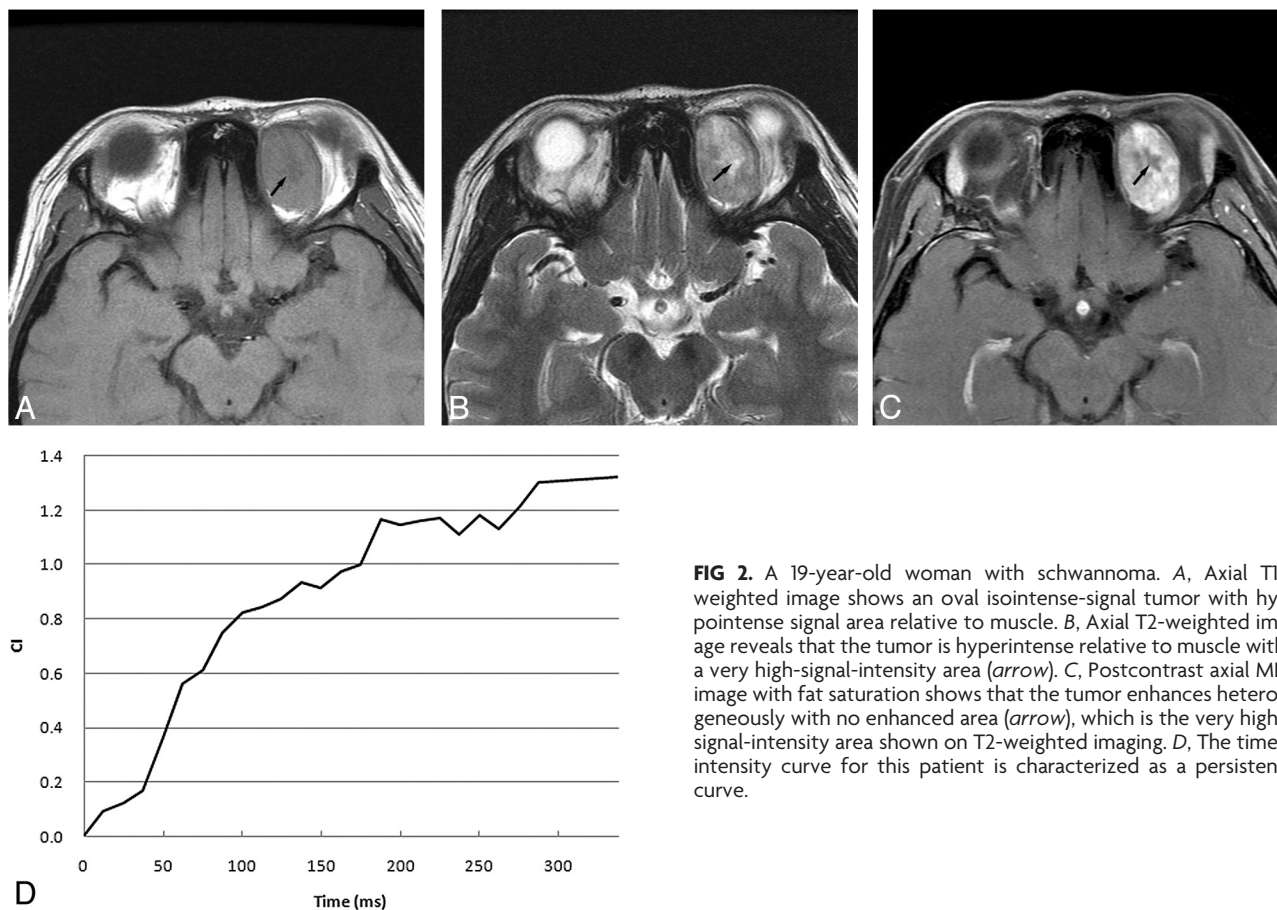 A
B
C
1.4
1.2
1.0
0.8
0.6
0.4
0.2
0.0
CI
0 50 100 150 200 250 300
Time (ms)
D
FIG 2. A 19-year-old woman with schwannoma. A, Axial T1
weighted image shows an oval isointense-signal tumor with hy
pointense signal area relative to muscle. B, Axial T2-weighted im
age reveals that the tumor is hyperintense relative to muscle with
a very high-signal-intensity area (arrow). C, Postcontrast axial MI
image with fat saturation shows that the tumor enhances hetero
geneously with no enhanced area (arrow), which is the very high
signal-intensity area shown on T2-weighted imaging. D, The time
intensity curve for this patient is characterized as a persisten
curve.